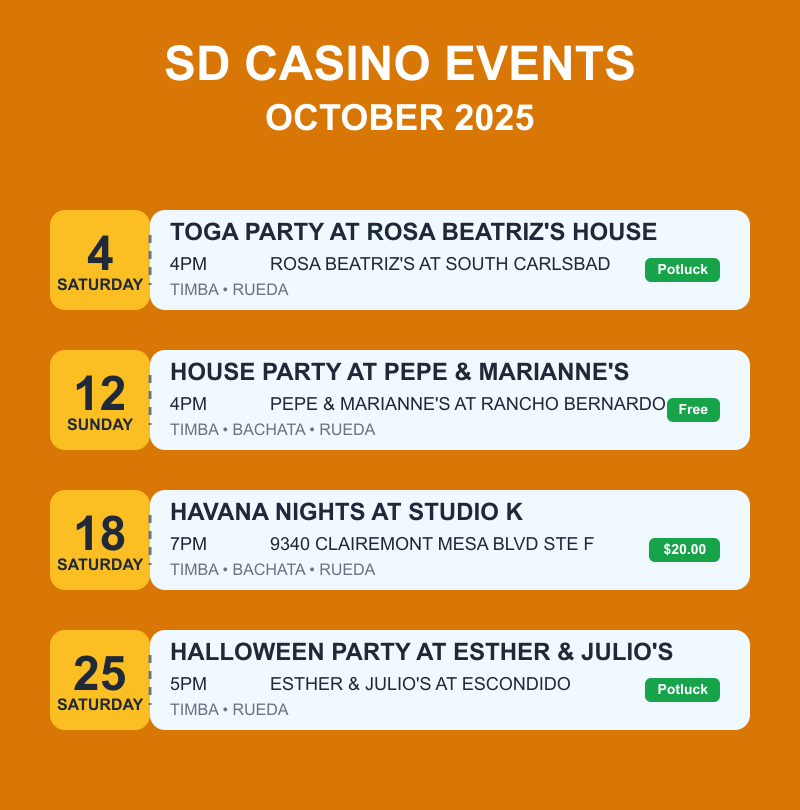 SD CASINO EVENTS
OCTOBER 2025
4
SATURDAY
TOGA PARTY AT ROSA BEATRIZ'S HOUSE
4PM ROSA BEATRIZ'S AT SOUTH CARLSBAD Potluck
TIMBA • RUEDA
12
SUNDAY
HOUSE PARTY AT PEPE & MARIANNE'S
4PM PEPE & MARIANNE'S AT RANCHO BERNARDO Free
TIMBA • BACHATA • RUEDA
18
SATURDAY
HAVANA NIGHTS AT STUDIO K
7PM 9340 CLAIREMONT MESA BLVD STE F $20.00
TIMBA • BACHATA • RUEDA
25
SATURDAY
HALLOWEEN PARTY AT ESTHER & JULIO'S
5PM ESTHER & JULIO'S AT ESCONDIDO Potluck
TIMBA • RUEDA